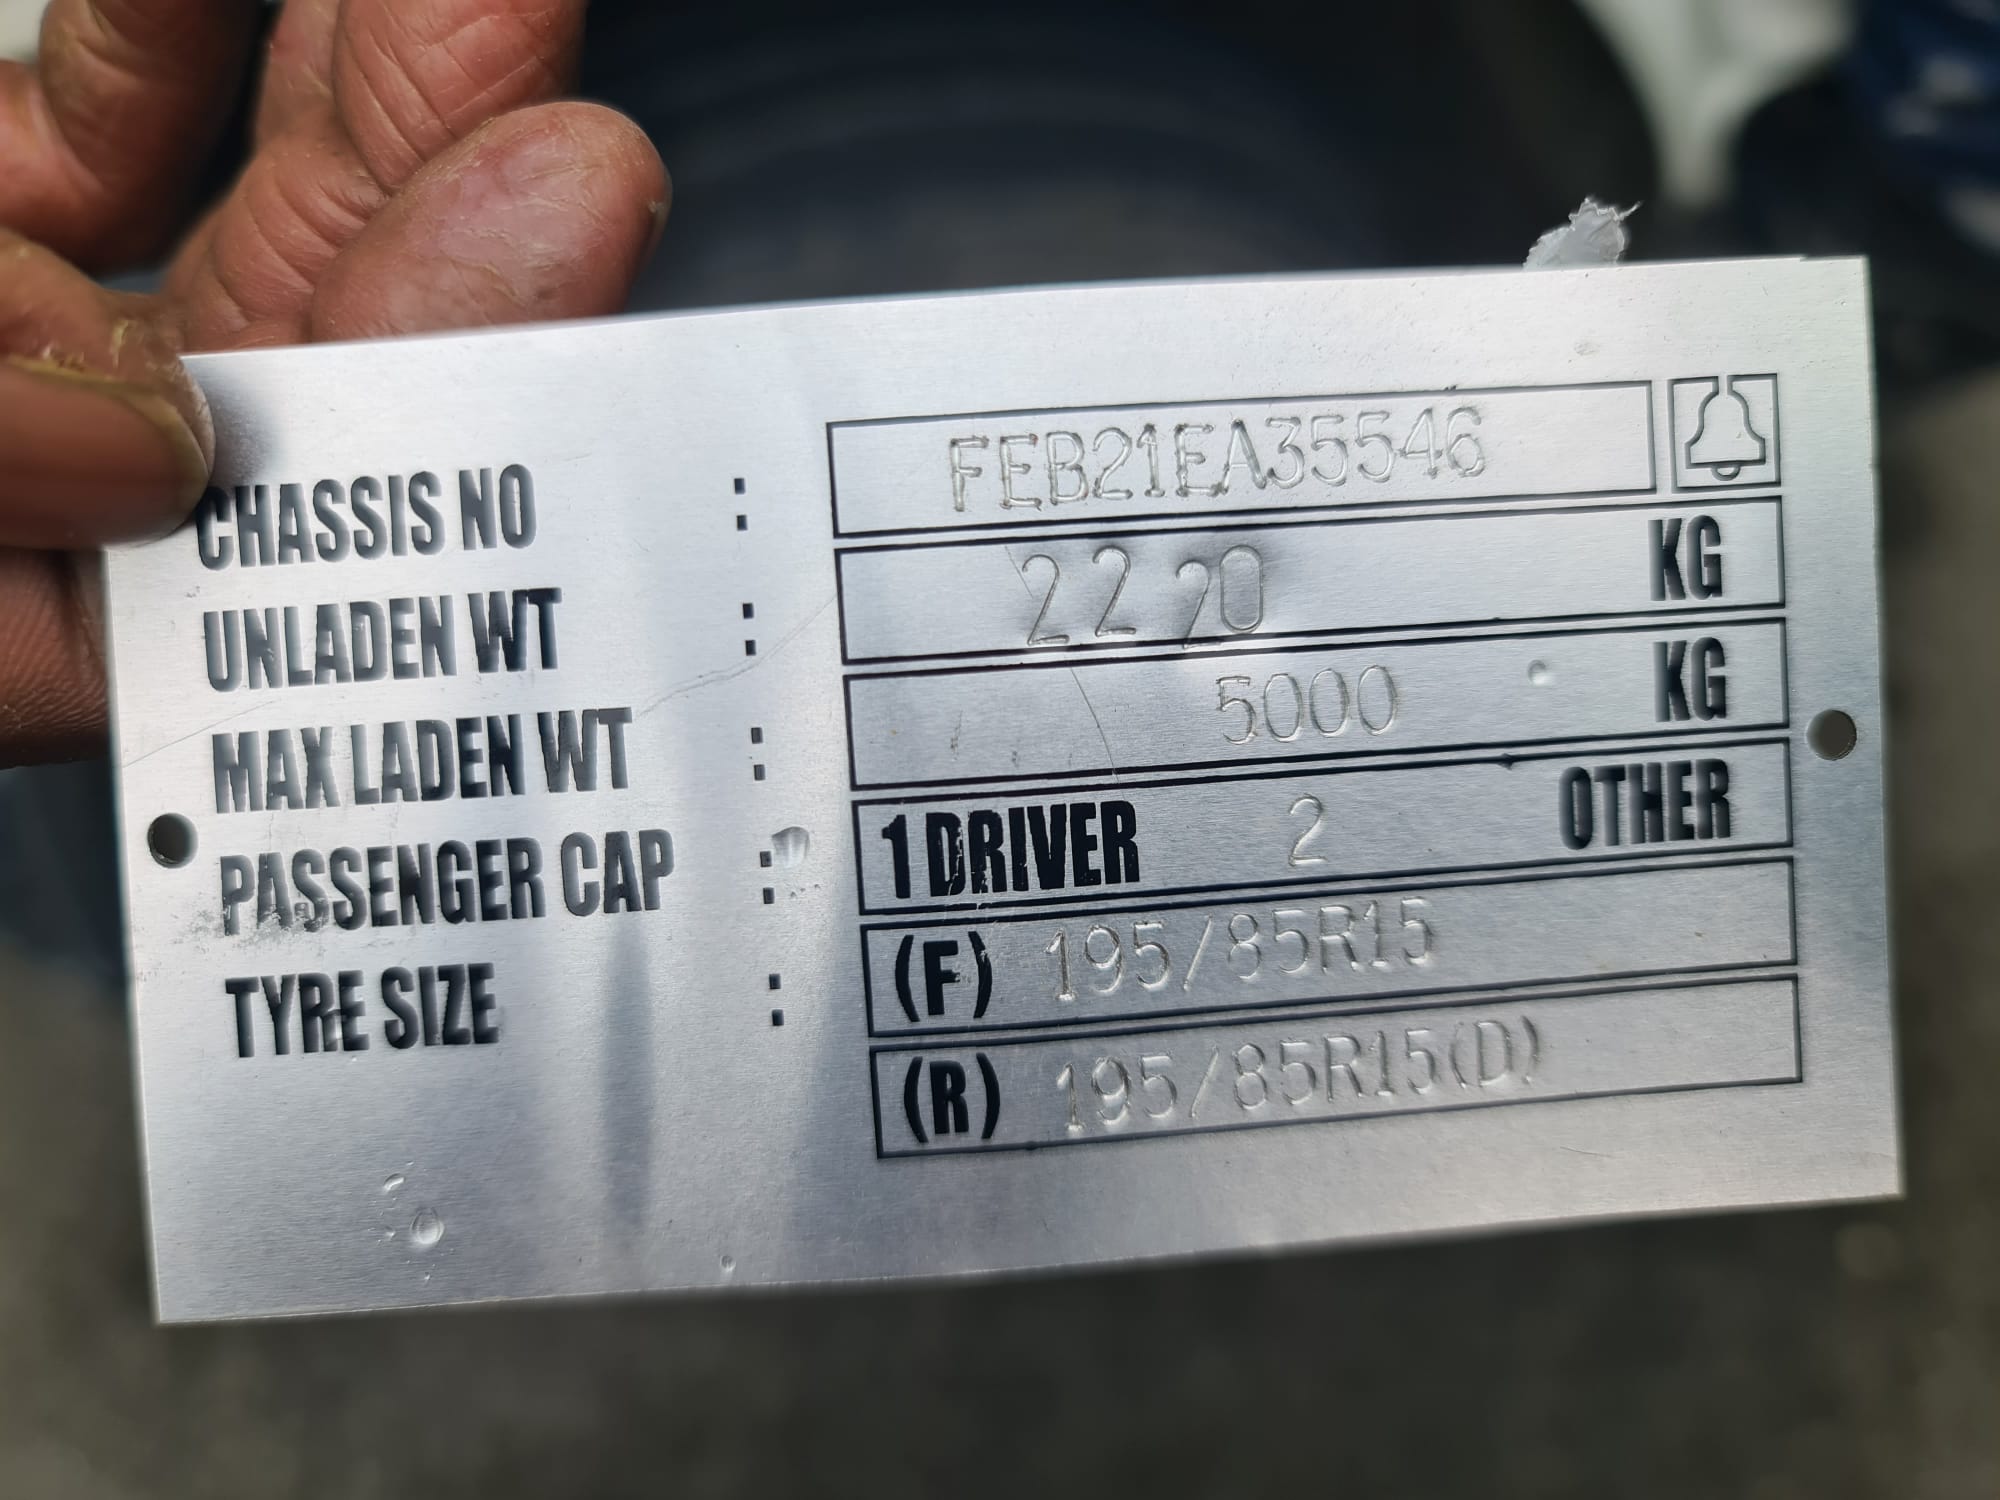 CHASSIS NO : FEB21EA35546
UNLADEN WT : 2220 KG
MAX LADEN WT : 5000 KG
PASSENGER CAP : 1 DRIVER 2 OTHER
TYRE SIZE : (F) 195/85R15
(R) 195/85R15(D)